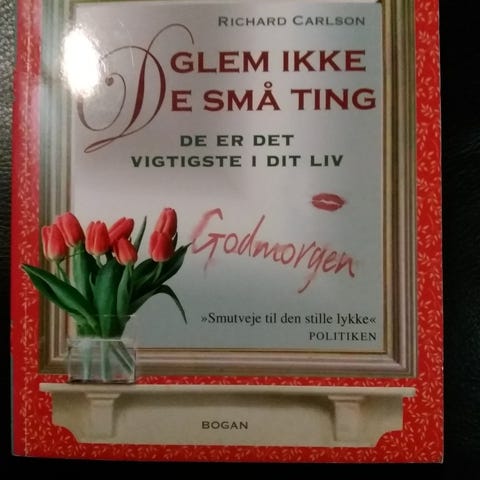 RICHARD CARLSON
GLEM IKKE
DE SMÅ TING
DE ER DET
VIGTIGSTE I DIT LIV
Godmorgen
»Smutveje til den stille lykke«
POLITIKEN
BOGAN